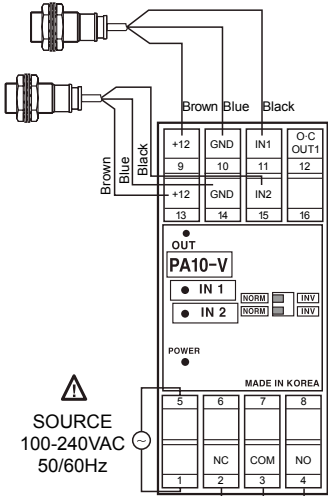 Brown Blue Black
+12 GND IN1 O·C OUT1
9 10 11 12
Brown
Blue
Black
+12 GND IN2
13 14 15 16
OUT
PA10-V
IN 1
NORM INV
IN 2
NORM INV
POWER
MADE IN KOREA
SOURCE
100-240VAC
50/60Hz
5 6 7 8
NC COM NO
1 2 3 4